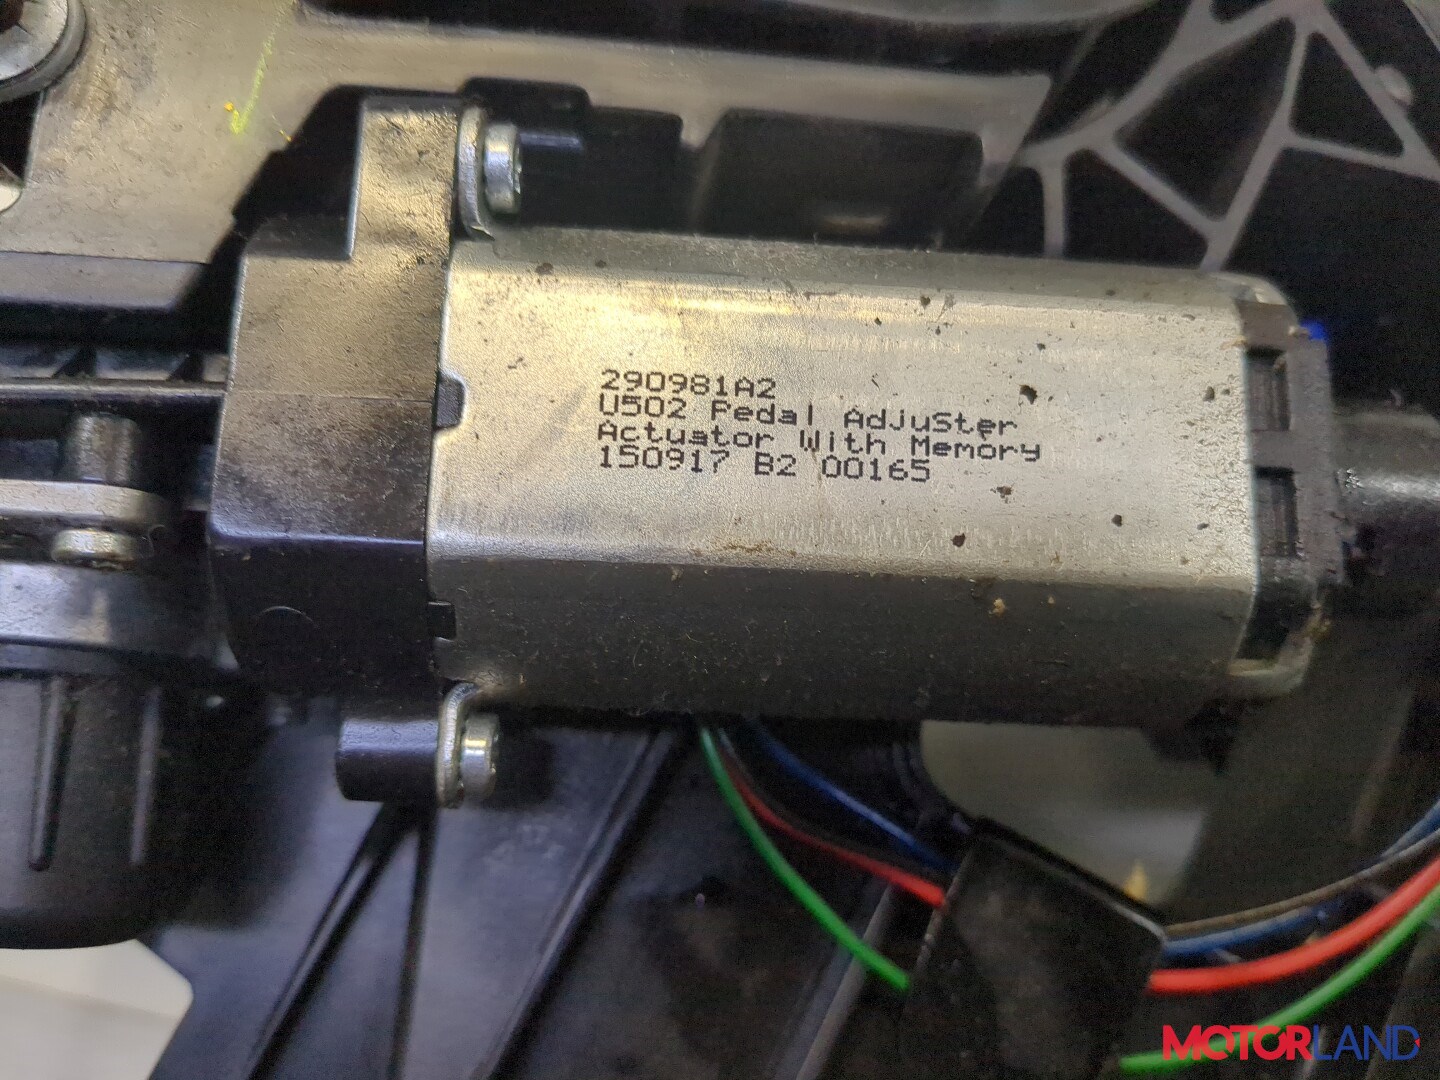 290981A2
U502 Pedal AdjuSter
Actuator With Memory
150917 B2 00165
MOTORLAND